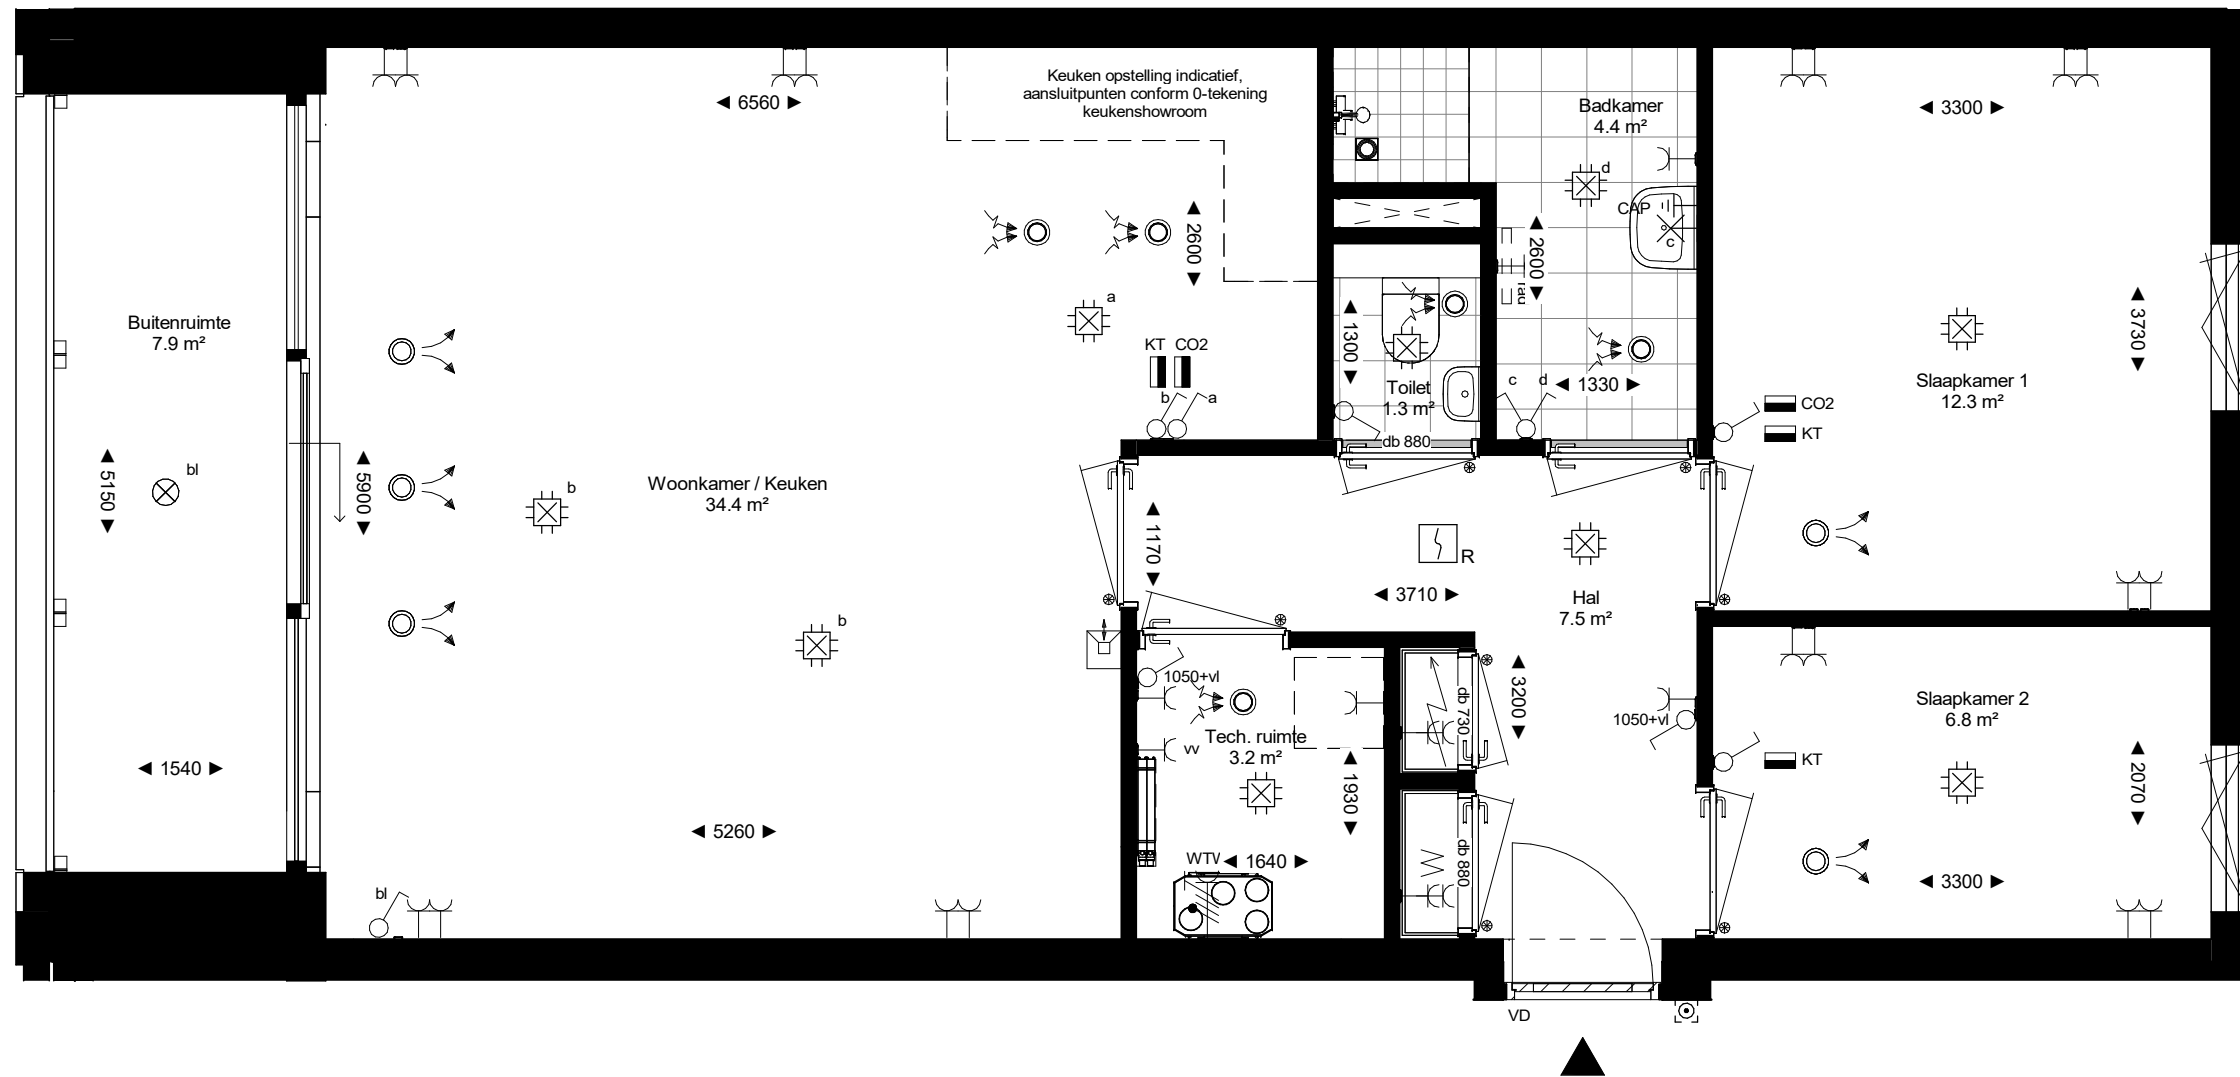 Keuken opstelling indicatief,
aansluitpunten conform 0-tekening
keukenshowroom
◄ 6560 ►
Badkamer
4.4 m²
◄ 3300 ►
d
CAP
c
◄ 2600 ►
◄ 2600 ►
rad
a
Buitenruimte
7.9 m²
◄ 1300 ►
◄ 3730 ►
KT CO2
b a
Toilet
1.3 m²
c d
◄ 1330 ►
Slaapkamer 1
12.3 m²
CO2
KT
db 880
bl
◄ 5150 ►
◄ 5900 ►
b
Woonkamer / Keuken
34.4 m²
◄ 1170 ►
R
◄ 3710 ►
Hal
7.5 m²
b
1050+vl
vv
Tech. ruimte
3.2 m²
◄ 1930 ►
db 730
◄ 3200 ►
1050+vl
Slaapkamer 2
6.8 m²
KT
◄ 2070 ►
◄ 1540 ►
◄ 5260 ►
WTW
◄ 1640 ►
db 880
◄ 3300 ►
bl
VD